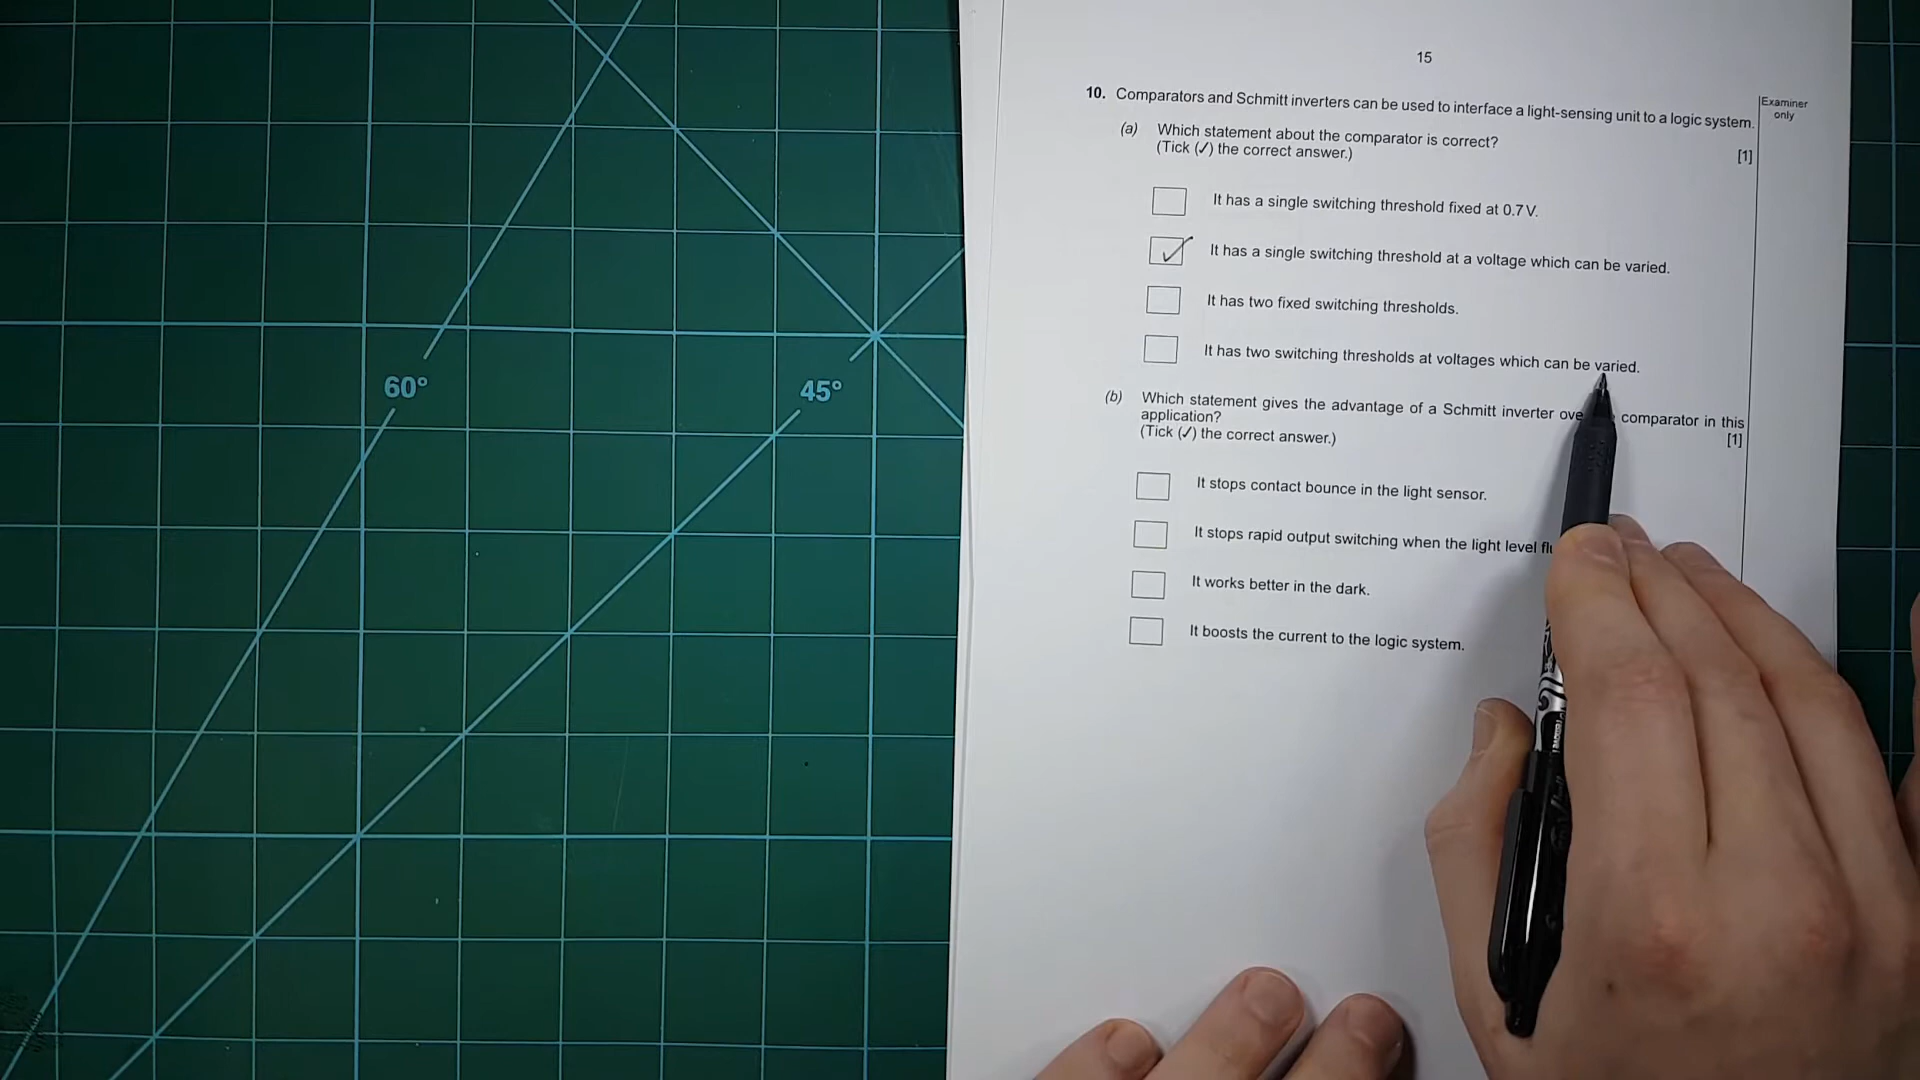 15
Examiner
only
10. Comparators and Schmitt inverters can be used to interface a light-sensing unit to a logic system.
(a) Which statement about the comparator is correct?
(Tick (✓) the correct answer.) [1]
It has a single switching threshold fixed at 0.7 V.
✓ It has a single switching threshold at a voltage which can be varied.
It has two fixed switching thresholds.
It has two switching thresholds at voltages which can be varied.
(b) Which statement gives the advantage of a Schmitt inverter comparator in this
application?
(Tick (✓) the correct answer.) [1]
It stops contact bounce in the light sensor.
It stops rapid output switching when the light level
It works better in the dark.
It boosts the current to the logic system.
60°
45°